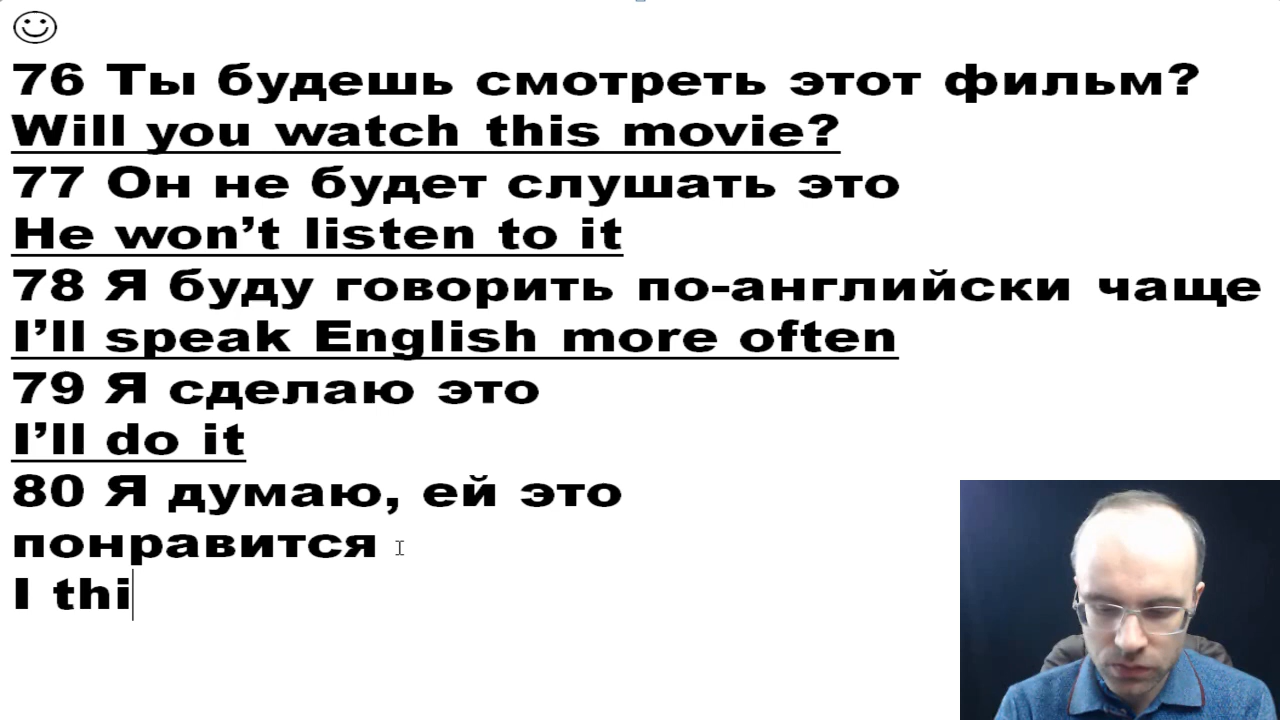 76 Ты будешь смотреть этот фильм?
Will you watch this movie?
77 Он не будет слушать это
He won’t listen to it
78 Я буду говорить по-английски чаще
I’ll speak English more often
79 Я сделаю это
I’ll do it
80 Я думаю, ей это
понравится
I thi